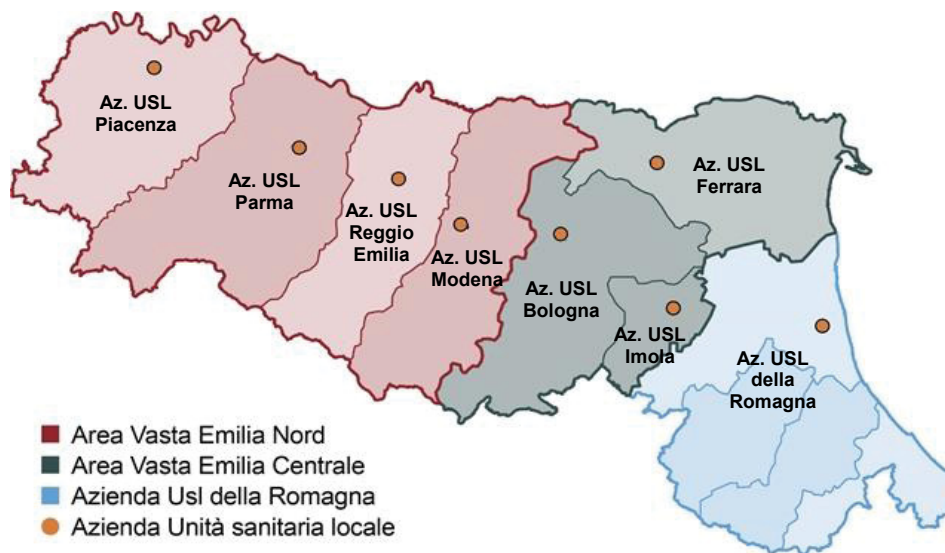 Az. USL
Piacenza
Az. USL
Parma
Az. USL
Reggio
Emilia
Az. USL
Modena
Az. USL
Bologna
Az. USL
Imola
Az. USL
Ferrara
Az. USL
della
Romagna
Area Vasta Emilia Nord
Area Vasta Emilia Centrale
Azienda Usl della Romagna
Azienda Unità sanitaria locale